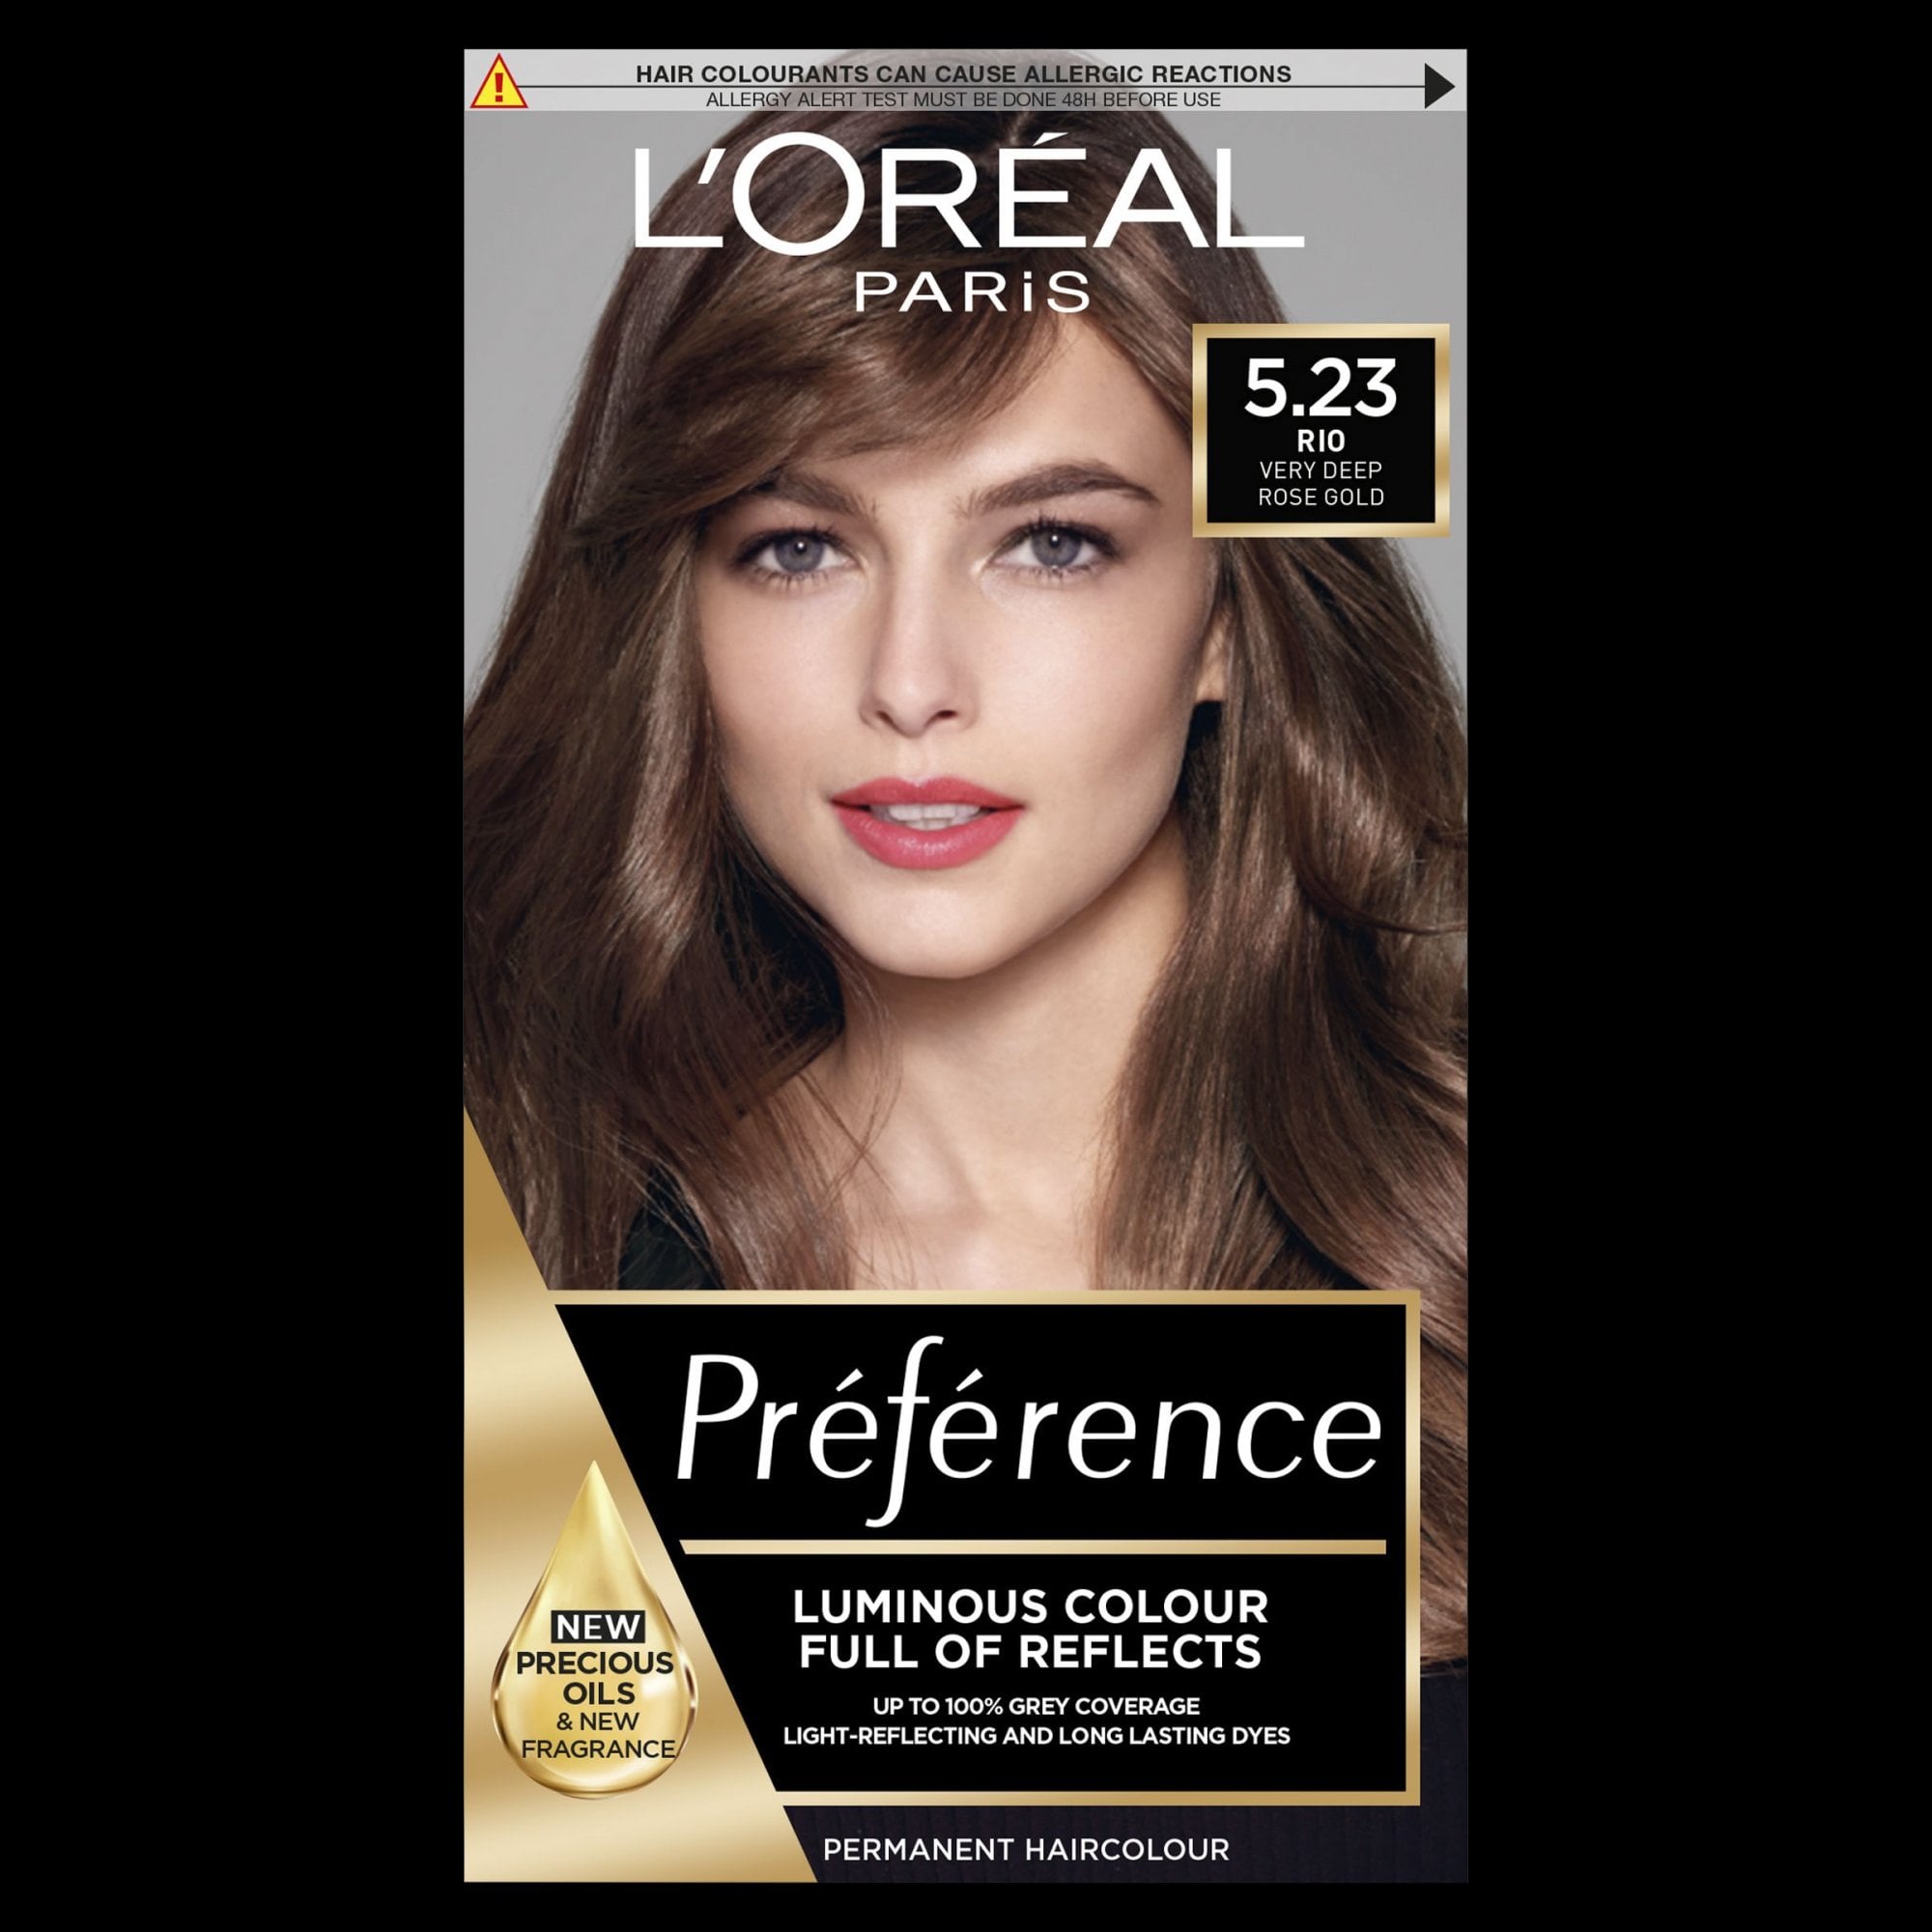 HAIR COLOURANTS CAN CAUSE ALLERGIC REACTIONS
ALLERGY ALERT TEST MUST BE DONE 48H BEFORE USE
L'ORÉAL
PARiS
5.23
RIO
VERY DEEP
ROSE GOLD
Préférence
LUMINOUS COLOUR
FULL OF REFLECTS
UP TO 100% GREY COVERAGE
LIGHT-REFLECTING AND LONG LASTING DYES
NEW
PRECIOUS
OILS
& NEW
FRAGRANCE
PERMANENT HAIRCOLOUR